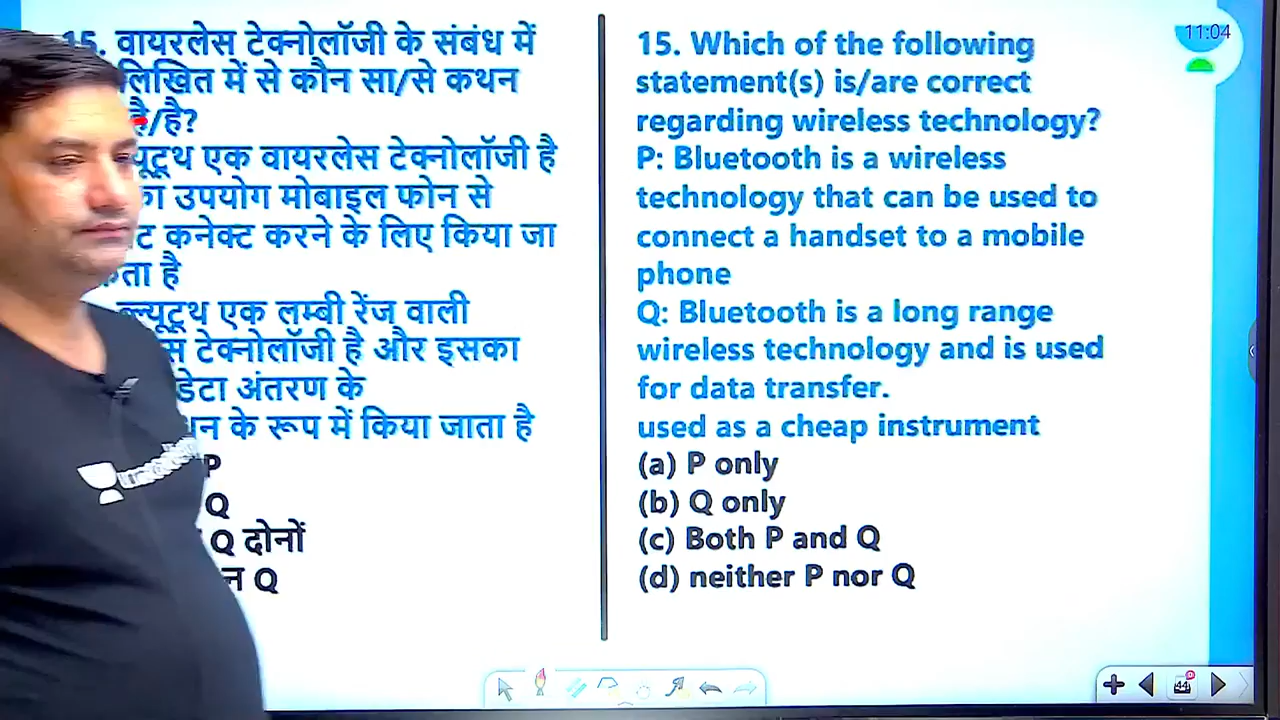 15. वायरलेस टेक्नोलॉजी के संबंध में
लिखित में से कौन सा/से कथन
है/है?
एक वायरलेस टेक्नोलॉजी है
उपयोग मोबाइल फोन से
कनेक्ट करने के लिए किया जा
है
एक लम्बी रेंज वाली
टेक्नोलॉजी है और इसका
डेटा अंतरण के
के रूप में किया जाता है
P
Q
Q दोनों
न Q
15. Which of the following
statement(s) is/are correct
regarding wireless technology?
P: Bluetooth is a wireless
technology that can be used to
connect a handset to a mobile
phone
Q: Bluetooth is a long range
wireless technology and is used
for data transfer.
used as a cheap instrument
(a) P only
(b) Q only
(c) Both P and Q
(d) neither P nor Q
11:04
44